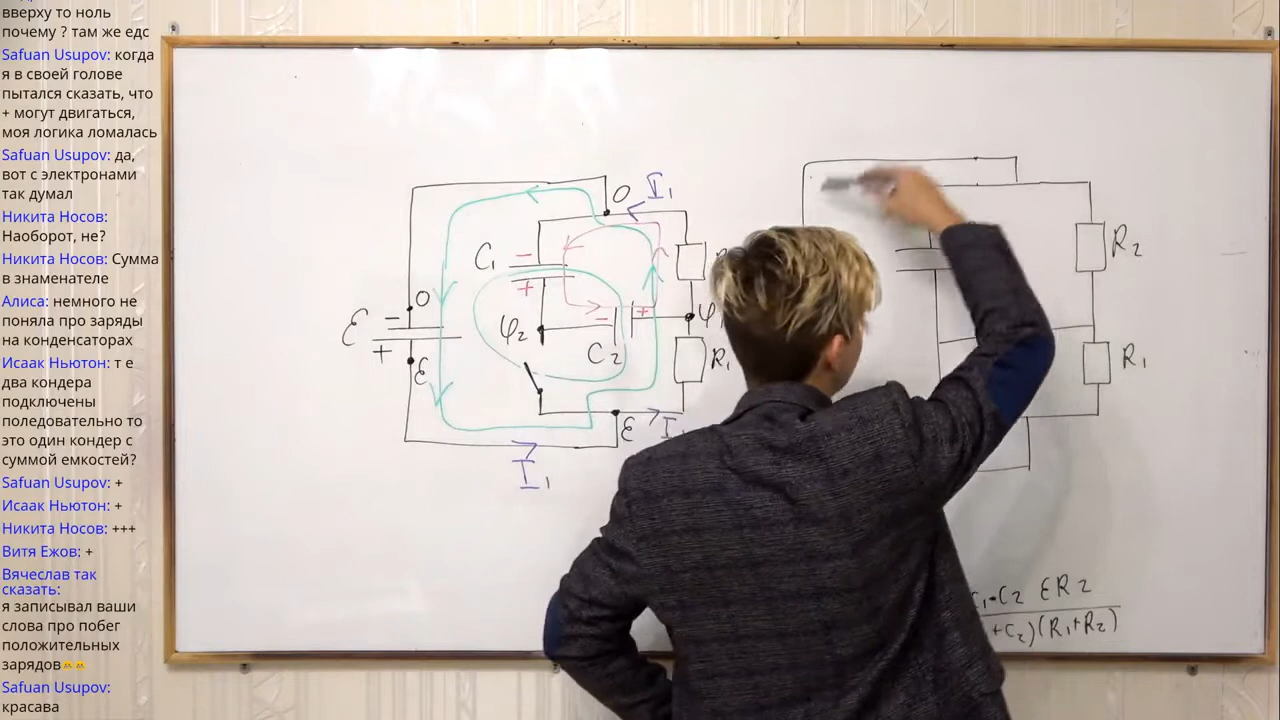 вверху то ноль
почему ? там же едс
Safuan Usupov: когда
я в своей голове
пытался сказать, что
+ могут двигаться,
моя логика ломалась
Safuan Usupov: да,
вот с электронами
так думал
Никита Носов:
Наоборот, не?
Никита Носов: Сумма
в знаменателе
Алиса: немного не
поняла про заряды
на конденсаторах
Исаак Ньютон: т е
два кондера
подключены
поледовательно то
это один кондер с
суммой емкостей?
Safuan Usupov: +
Исаак Ньютон: +
Никита Носов: +++
Витя Ежов: +
Вячеслав так
сказать:
я записывал ваши
слова про побег
положительных
зарядов
Safuan Usupov:
красава
0
I₁
C₁
−
+
0
ℰ
−
+
ℰ
φ₂
C₂
−
+
φ
R₁
ℰ
I
I₁
R₂
R₁
C₂ ℰR₂
+C₂)(R₁+R₂)